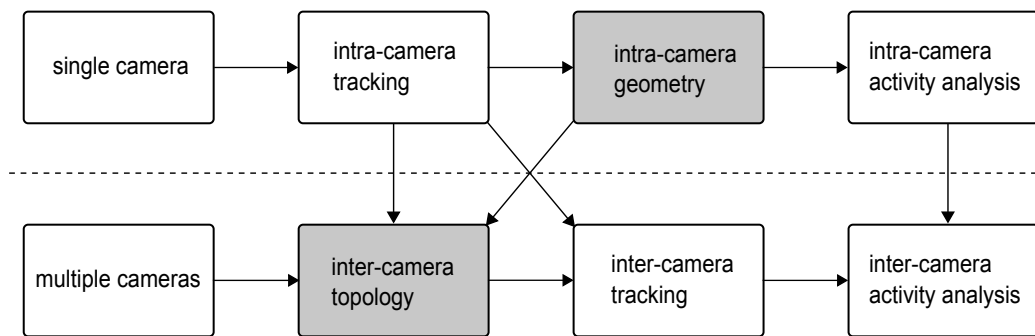 single camera
intra-camera
tracking
intra-camera
geometry
intra-camera
activity analysis
multiple cameras
inter-camera
topology
inter-camera
tracking
inter-camera
activity analysis